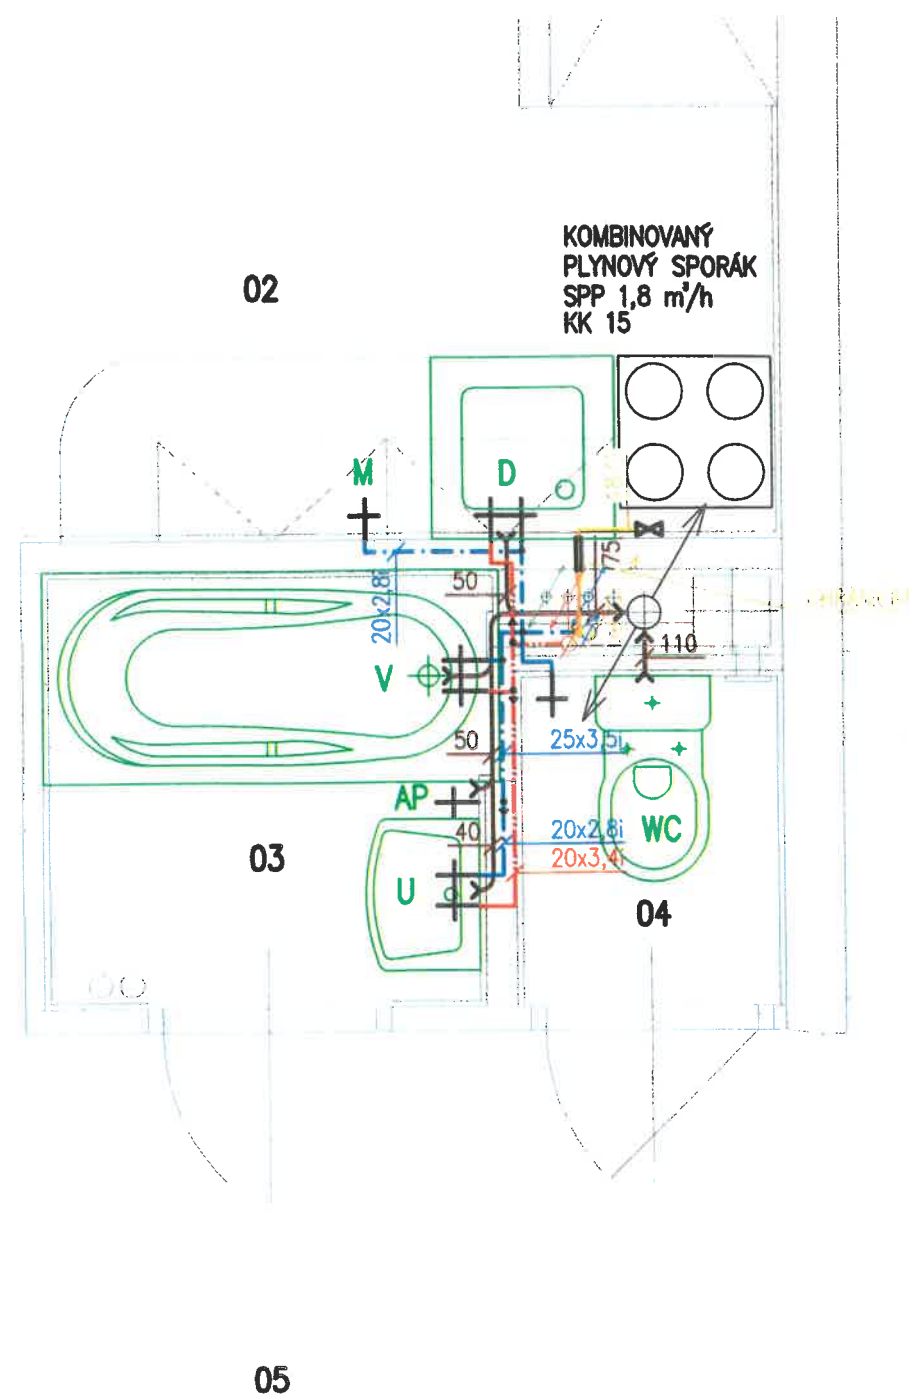 KOMBINOVANÝ
PLYNOVÝ SPORÁK
SPP 1,8 m³/h
KK 15
02
M
D
50
75
20x2,8i
110
V
50
25x3,5i
AP
40
20x2,8i
WC
20x3,4i
03
U
04
05